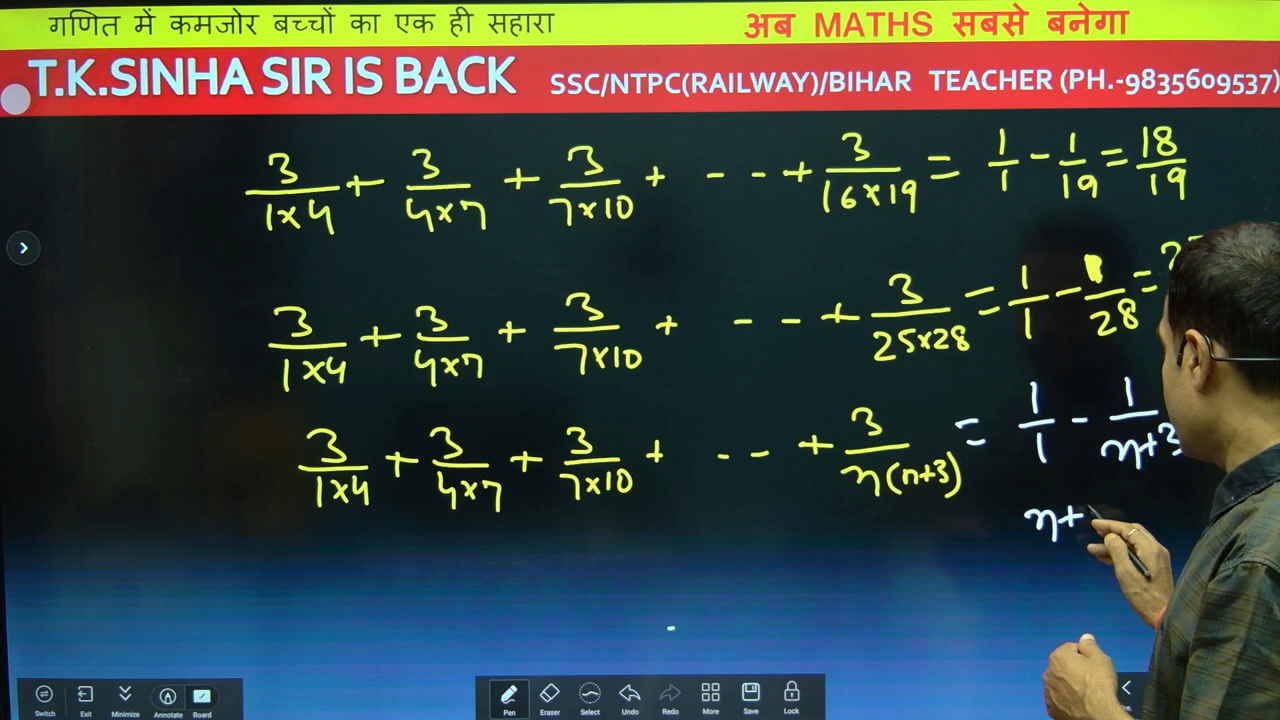 गणित में कमजोर बच्चों का एक ही सहारा अब MATHS सबसे बनेगा
T.K.SINHA SIR IS BACK SSC/NTPC(RAILWAY)/BIHAR TEACHER (PH.-9835609537)
3/(1×4) + 3/(4×7) + 3/(7×10) + - - - + 3/(16×19) = 1/1 - 1/19 = 18/19
3/(1×4) + 3/(4×7) + 3/(7×10) + - - - + 3/(25×28) = 1/1 - 1/28 =
3/(1×4) + 3/(4×7) + 3/(7×10) + - - - + 3/n(n+3) = 1/1 - 1/n+3
n+
Switch Exit Minimize Annotate Board Pen Eraser Select Undo Redo More Save Lock